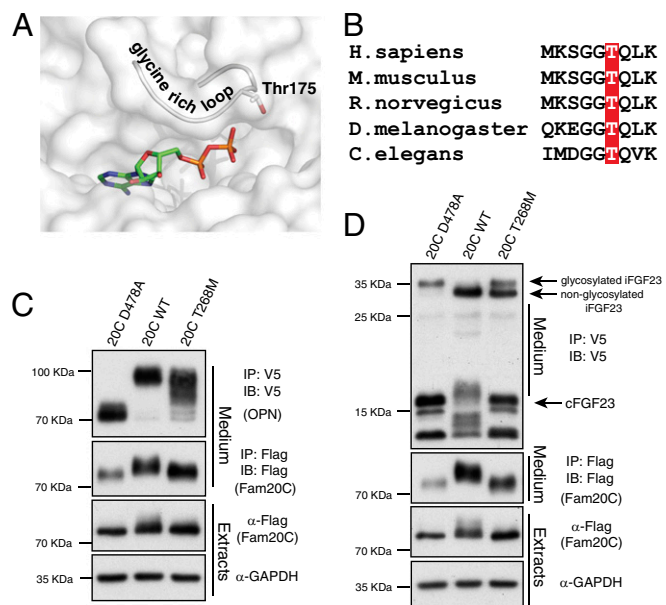 A
glycine rich loop
Thr175
B
H.sapiens MKSGGTQLK
M.musculus MKSGGTQLK
R.norvegicus MKSGGTQLK
D.melanogaster QKEGGTQLK
C.elegans IMDGGTQVK
C
20C D478A
20C WT
20C T268M
100 KDa
70 KDa
IP: V5
IB: V5
(OPN)
Medium
70 KDa
IP: Flag
IB: Flag
(Fam20C)
70 KDa
α-Flag
(Fam20C)
Extracts
35 KDa
α-GAPDH
D
20C D478A
20C WT
20C T268M
35 KDa
glycosylated iFGF23
non-glycosylated
iFGF23
25 KDa
Medium
IP: V5
IB: V5
cFGF23
15 KDa
Medium
IP: Flag
IB: Flag
(Fam20C)
70 KDa
α-Flag
(Fam20C)
70 KDa
Extracts
35 KDa
α-GAPDH